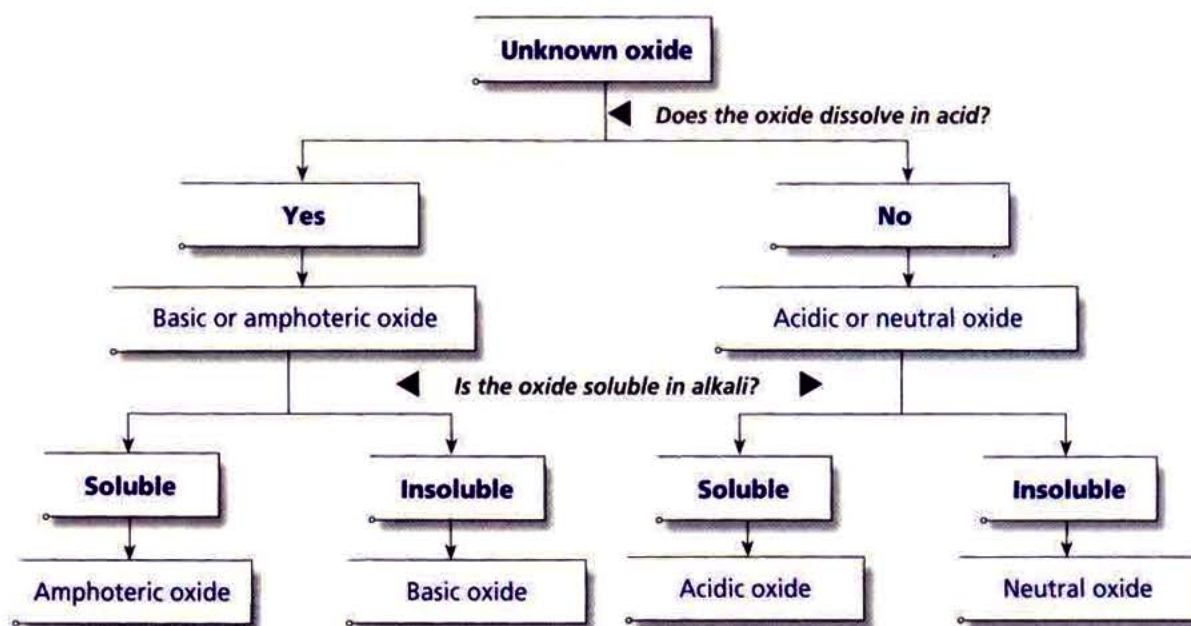 Unknown oxide
Does the oxide dissolve in acid?
Yes
No
Basic or amphoteric oxide
Acidic or neutral oxide
Is the oxide soluble in alkali?
Soluble
Insoluble
Soluble
Insoluble
Amphoteric oxide
Basic oxide
Acidic oxide
Neutral oxide